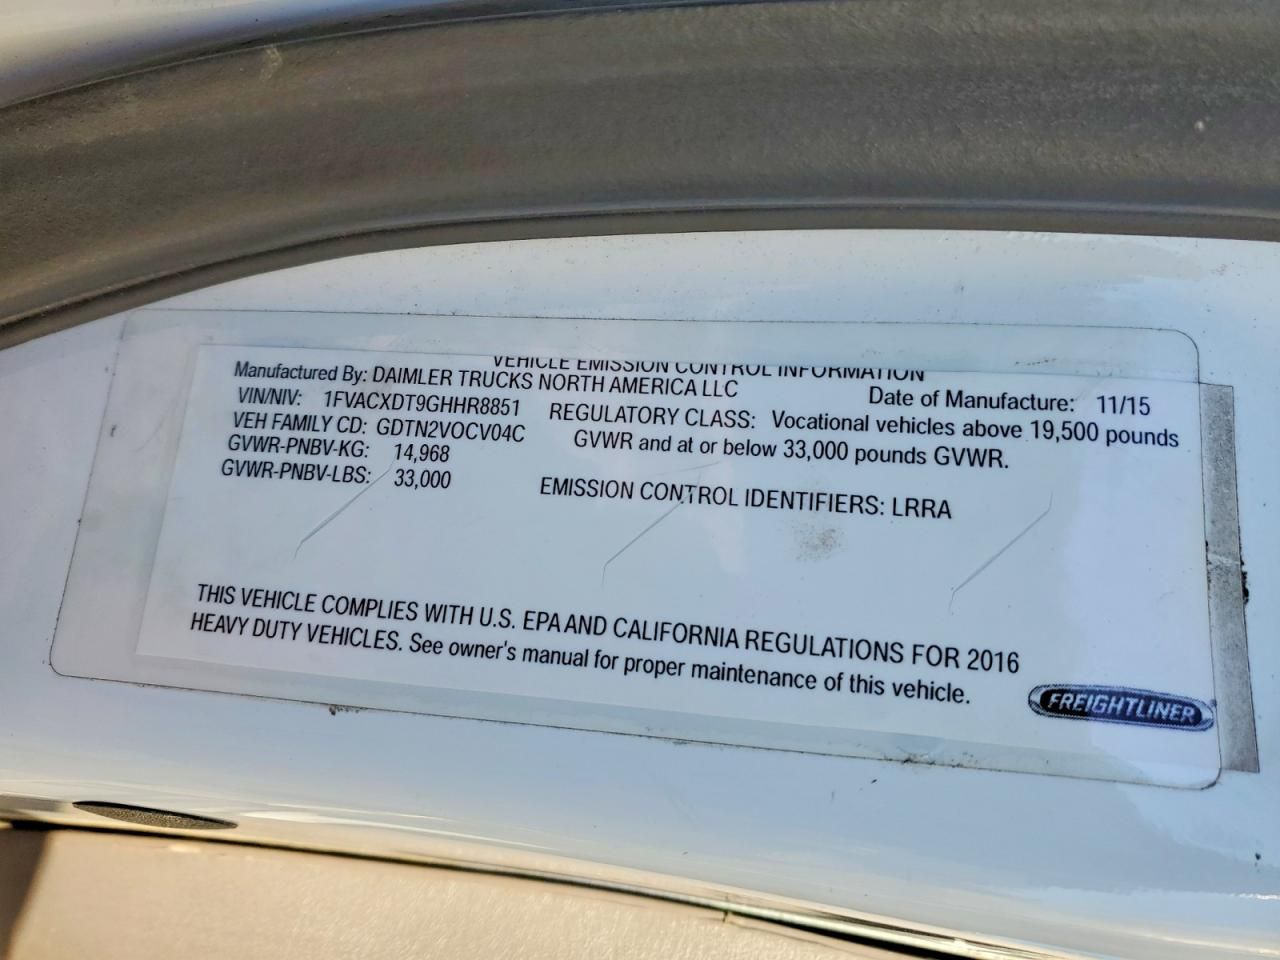 VEHICLE EMISSION CONTROL INFORMATION
Manufactured By: DAIMLER TRUCKS NORTH AMERICA LLC
Date of Manufacture: 11/15
VIN/NIV: 1FVACXDT9GHHR8851
REGULATORY CLASS: Vocational vehicles above 19,500 pounds
VEH FAMILY CD: GDTN2VOCV04C
GVWR and at or below 33,000 pounds GVWR.
GVWR-PNBV-KG: 14,968
GVWR-PNBV-LBS: 33,000
EMISSION CONTROL IDENTIFIERS: LRRA
THIS VEHICLE COMPLIES WITH U.S. EPA AND CALIFORNIA REGULATIONS FOR 2016
HEAVY DUTY VEHICLES. See owner's manual for proper maintenance of this vehicle.
FREIGHTLINER